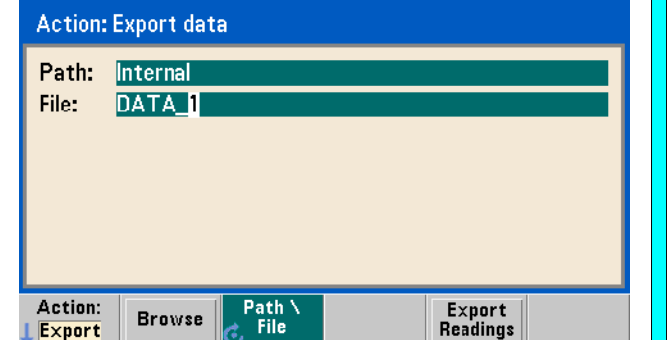 Action: Export data
Path: Internal
File: DATA_1
Action:
Export
Browse
Path \
File
Export
Readings